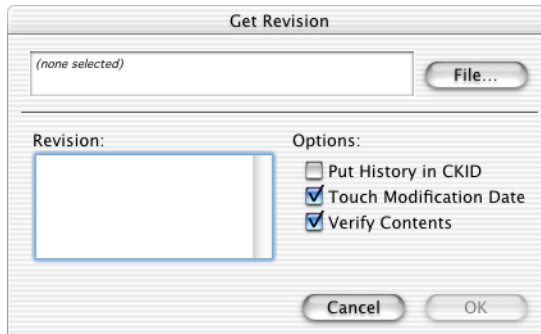 Get Revision
(none selected)
File...
Revision:
Options:
Put History in CKID
Touch Modification Date
Verify Contents
Cancel
OK